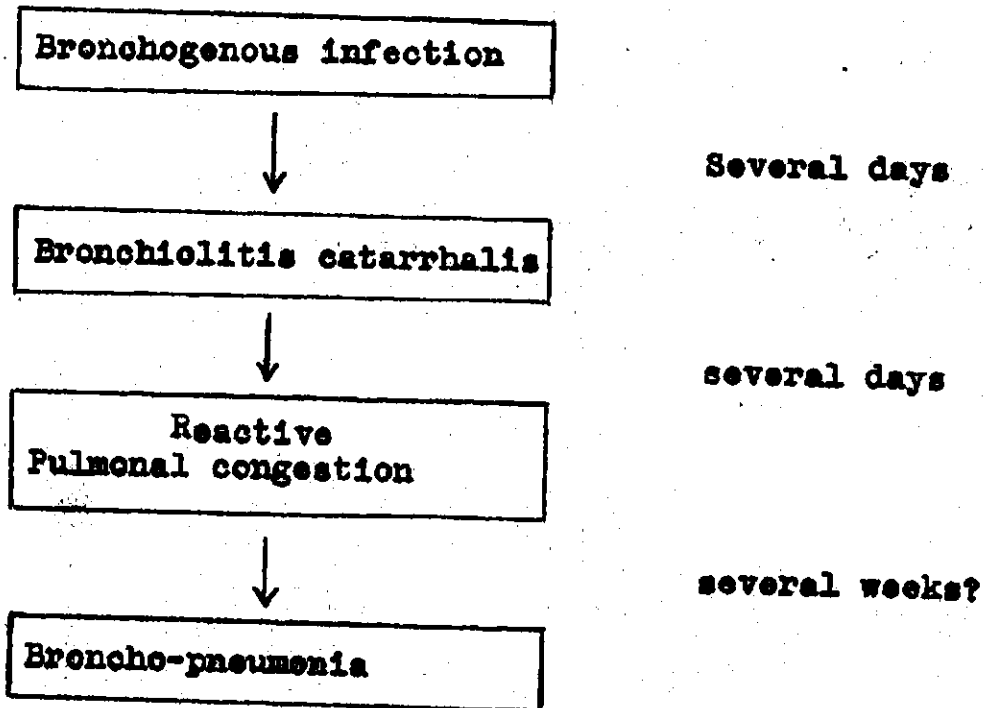 Bronchogenous infection
Several days
Bronchiolitis catarrhalis
several days
Reactive
Pulmonal congestion
several weeks?
Broncho-pneumonia